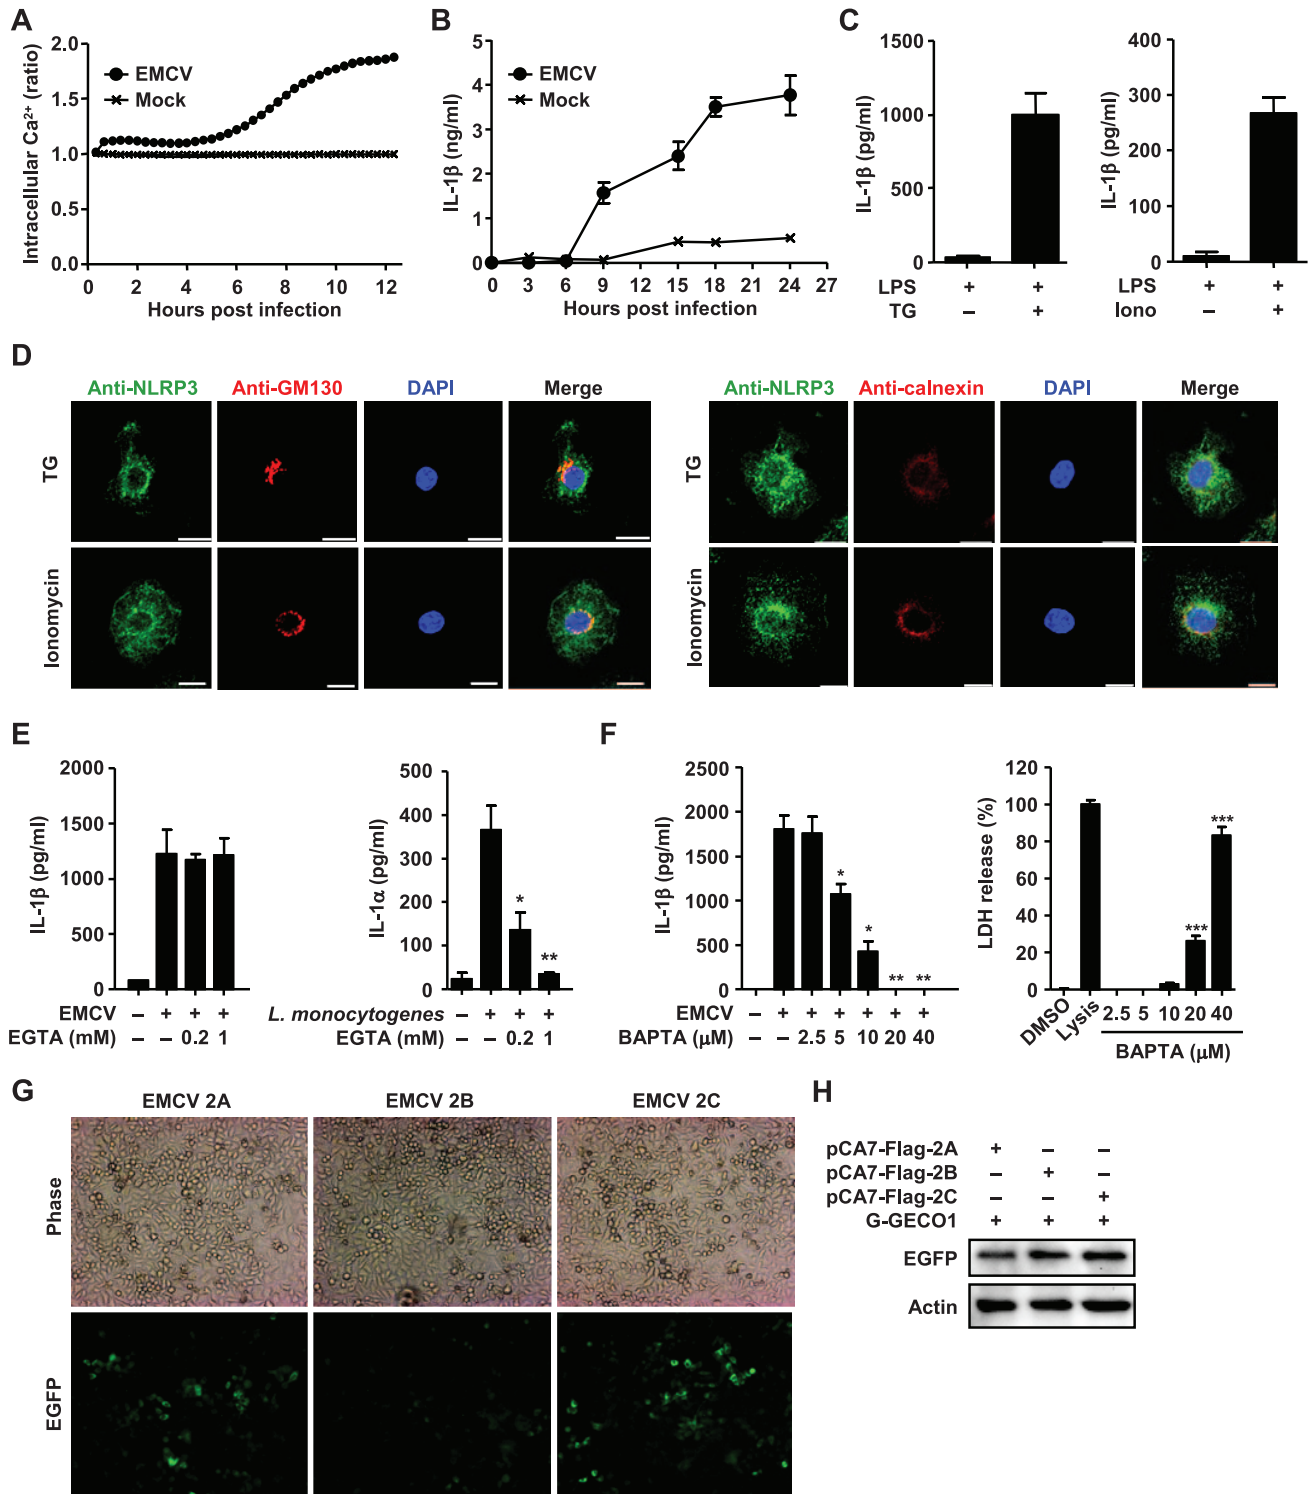 A
Intracellular Ca²⁺ (ratio)
2.0
1.5
1.0
0.5
0.0
EMCV
Mock
0 2 4 6 8 10 12
Hours post infection
B
IL-1β (ng/ml)
5
4
3
2
1
0
EMCV
Mock
0 3 6 9 15 18 24 27
Hours post infection
C
IL-1β (pg/ml)
1500
1000
500
0
LPS + +
TG – +
IL-1β (pg/ml)
400
300
200
100
0
LPS + +
Iono – +
D
Anti-NLRP3 Anti-GM130 DAPI Merge
TG
Ionomycin
Anti-NLRP3 Anti-calnexin DAPI Merge
TG
Ionomycin
E
IL-1β (pg/ml)
2000
1500
1000
500
0
EMCV – + + +
EGTA (mM) – – 0.2 1
IL-1α (pg/ml)
500
400
300
200
100
0
*
**
L. monocytogenes – + + +
EGTA (mM) – – 0.2 1
F
IL-1β (pg/ml)
2500
2000
1500
1000
500
0
*
*
** **
EMCV – + + + + + +
BAPTA (μM) – – 2.5 5 10 20 40
LDH release (%)
120
100
80
60
40
20
0
***
***
DMSO Lysis 2.5 5 10 20 40
BAPTA (μM)
G
EMCV 2A EMCV 2B EMCV 2C
Phase
EGFP
H
pCA7-Flag-2A + – –
pCA7-Flag-2B – + –
pCA7-Flag-2C – – +
G-GECO1 + + +
EGFP
Actin